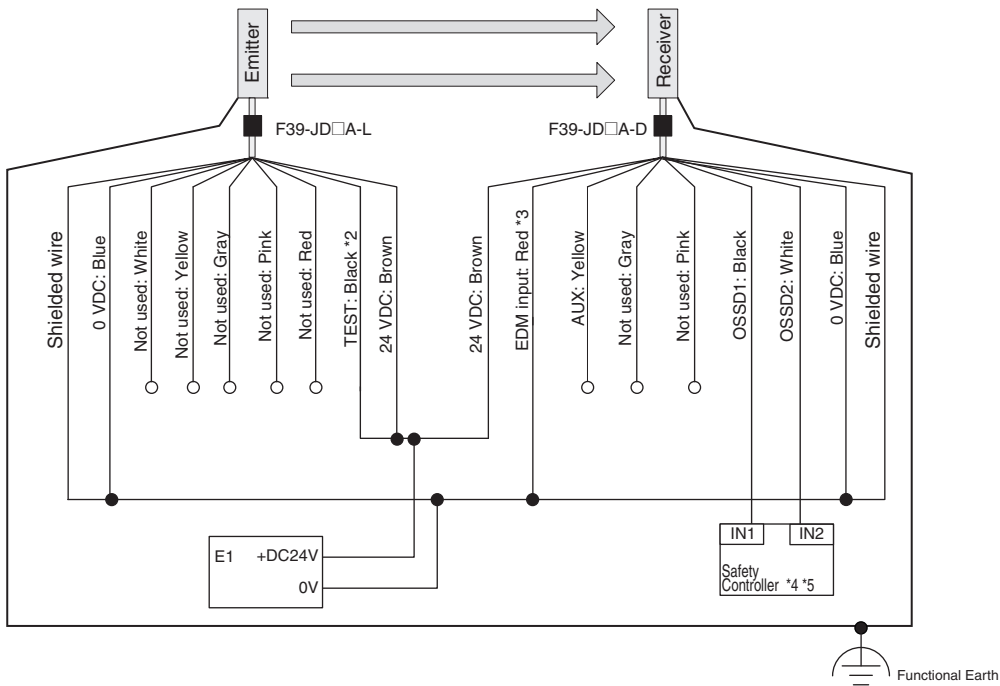 Emitter
Receiver
F39-JD□A-L
F39-JD□A-D
Shielded wire
0 VDC: Blue
Not used: White
Not used: Yellow
Not used: Gray
Not used: Pink
Not used: Red
TEST: Black *2
24 VDC: Brown
24 VDC: Brown
EDM input: Red *3
AUX: Yellow
Not used: Gray
Not used: Pink
OSSD1: Black
OSSD2: White
0 VDC: Blue
Shielded wire
E1 +DC24V
0V
IN1 IN2
Safety
Controller *4 *5
Functional Earth